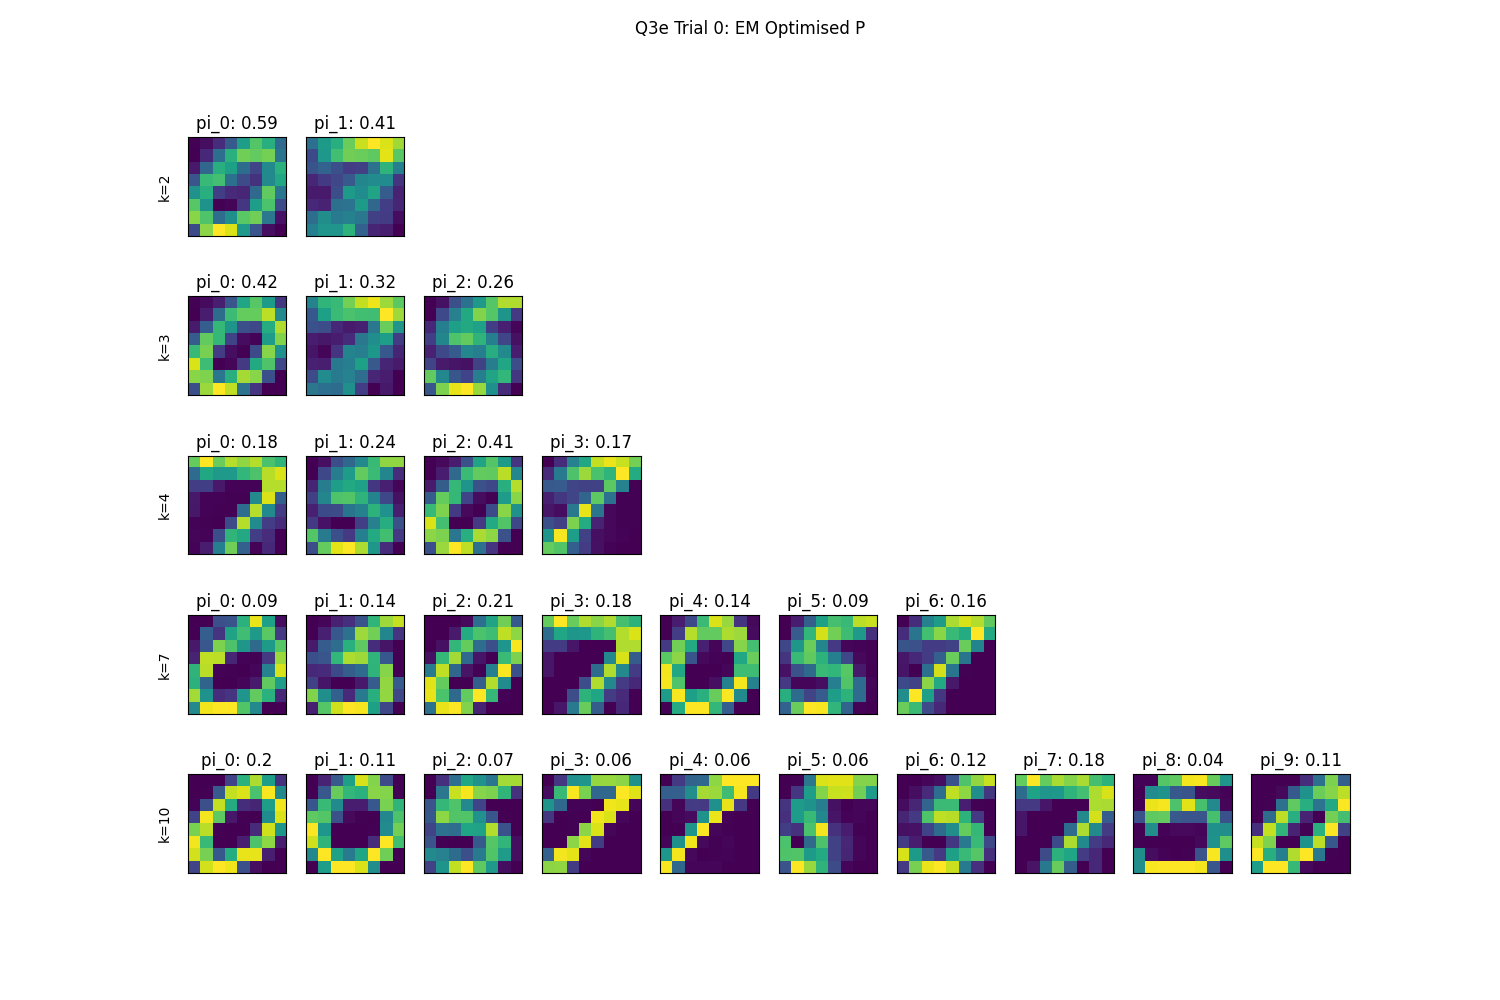 Q3e Trial 0: EM Optimised P
pi_0: 0.59 pi_1: 0.41
k=2
pi_0: 0.42 pi_1: 0.32 pi_2: 0.26
k=3
pi_0: 0.18 pi_1: 0.24 pi_2: 0.41 pi_3: 0.17
k=4
pi_0: 0.09 pi_1: 0.14 pi_2: 0.21 pi_3: 0.18 pi_4: 0.14 pi_5: 0.09 pi_6: 0.16
k=7
pi_0: 0.2 pi_1: 0.11 pi_2: 0.07 pi_3: 0.06 pi_4: 0.06 pi_5: 0.06 pi_6: 0.12 pi_7: 0.18 pi_8: 0.04 pi_9: 0.11
k=10